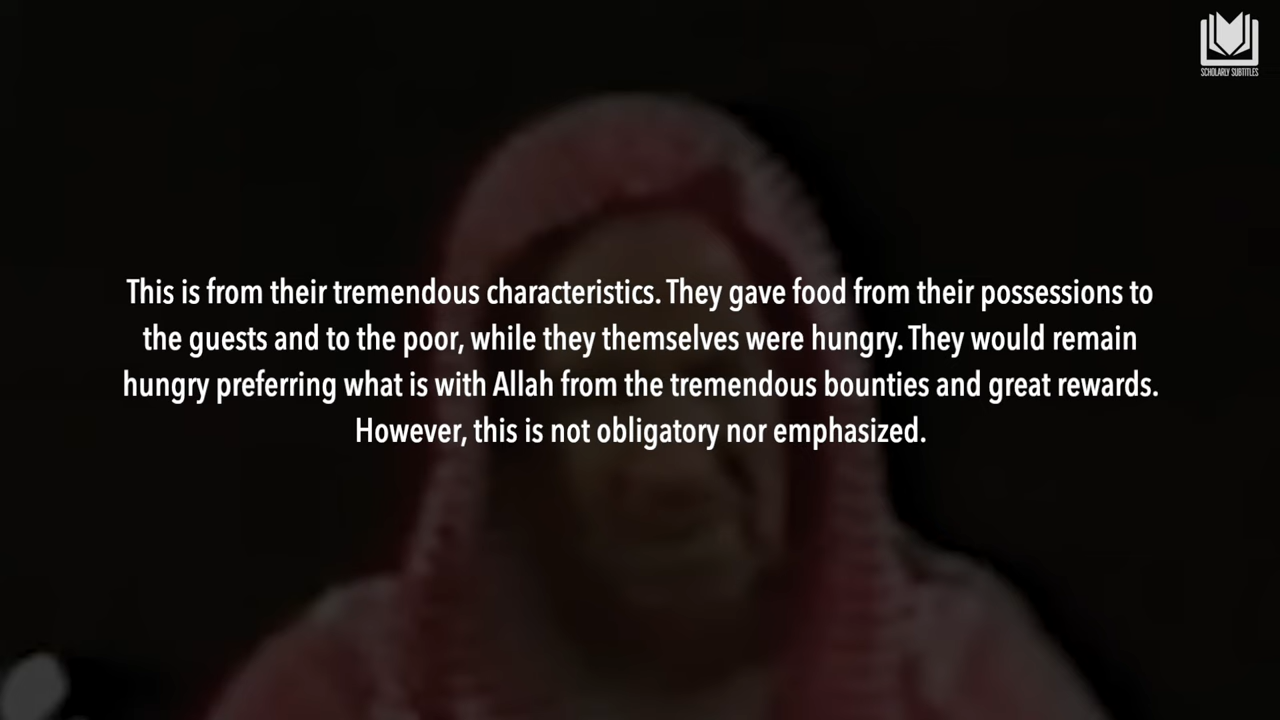 SCHOLARLY SUBTITLES
This is from their tremendous characteristics. They gave food from their possessions to
the guests and to the poor, while they themselves were hungry. They would remain
hungry preferring what is with Allah from the tremendous bounties and great rewards.
However, this is not obligatory nor emphasized.